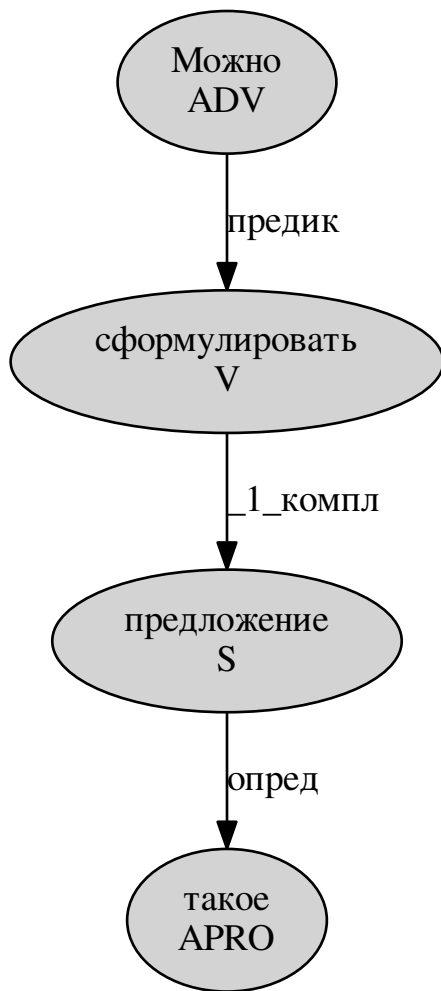 Можно
ADV
предик
сформулировать
V
_1_компл
предложение
S
опред
такое
APRO